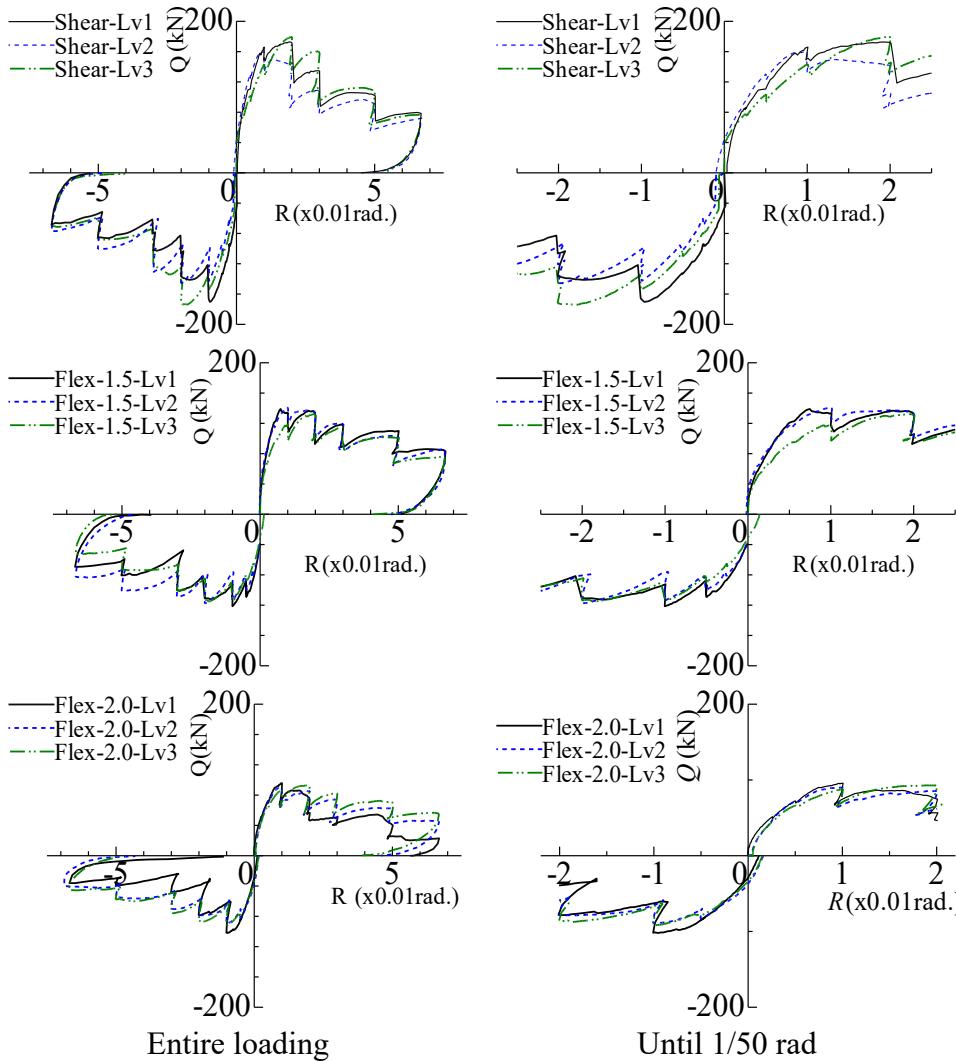 Shear-Lv1
Shear-Lv2
Shear-Lv3
200
Q (kN)
-5
0
5
R(x0.01rad.)
-200
Shear-Lv1
Shear-Lv2
Shear-Lv3
200
Q (kN)
-2
-1
0
1
2
R(x0.01rad.)
-200
Flex-1.5-Lv1
Flex-1.5-Lv2
Flex-1.5-Lv3
200
Q (kN)
-5
0
5
R(x0.01rad.)
-200
Flex-1.5-Lv1
Flex-1.5-Lv2
Flex-1.5-Lv3
200
Q (kN)
-2
-1
0
1
2
R(x0.01rad.)
-200
Flex-2.0-Lv1
Flex-2.0-Lv2
Flex-2.0-Lv3
200
Q(kN)
-5
0
5
R (x0.01rad.)
-200
Flex-2.0-Lv1
Flex-2.0-Lv2
Flex-2.0-Lv3
200
Q (kN)
-2
-1
0
1
2
R(x0.01rad.)
-200
Entire loading
Until 1/50 rad